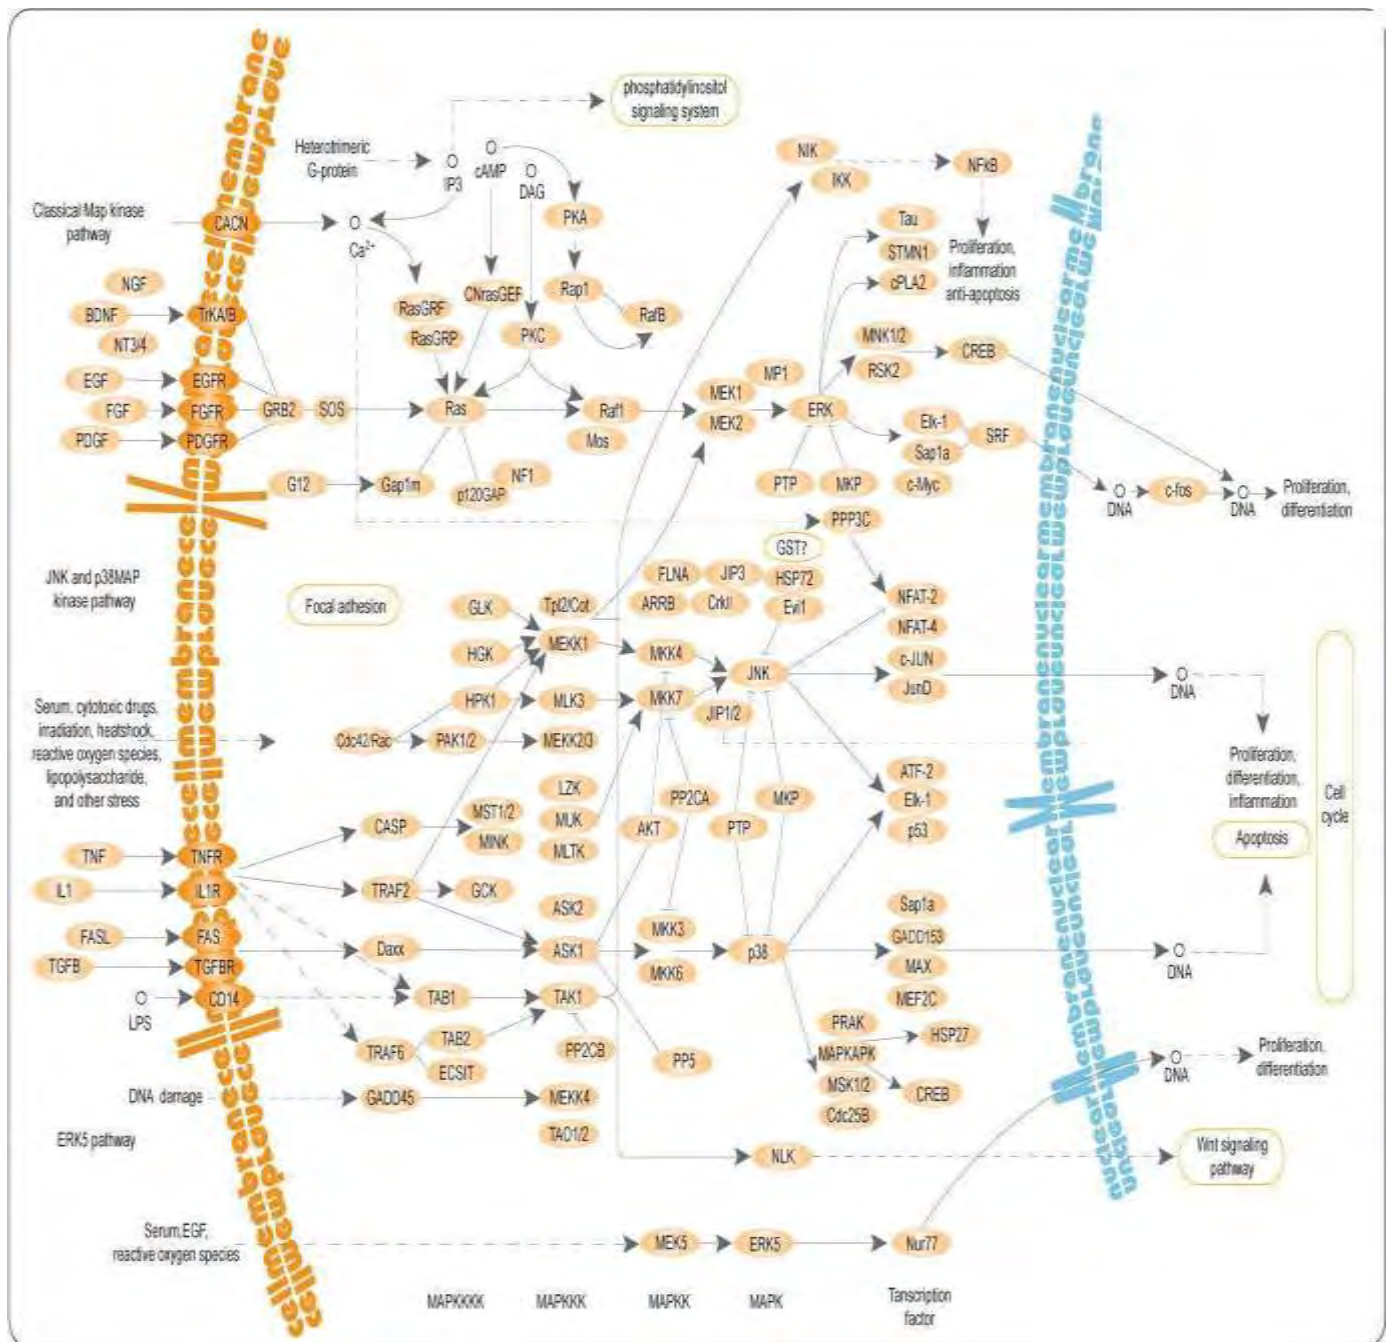 phosphatidylinositol
signaling system
Heterotrimeric
G-protein
IP3
cAMP
DAG
NIK
IKK
NFkB
Classical Map kinase
pathway
CACN
Ca2+
PKA
Tau
STMN1
cPLA2
Proliferation,
inflammation
anti-apoptosis
NGF
BDNF
NT3/4
TrKA/B
RasGRF
RasGRP
CNrasGEF
Rap1
RafB
PKC
MNK1/2
RSK2
CREB
EGF
EGFR
FGF
FGFR
PDGF
PDGFR
GRB2
SOS
Ras
Raf1
Mos
MEK1
MEK2
MP1
ERK
Elk-1
Sap1a
c-Myc
SRF
G12
Gap1m
p120GAP
NF1
PTP
MKP
DNA
c-fos
DNA
Proliferation,
differentiation
PPP3C
GST?
JNK and p38MAP
kinase pathway
Focal adhesion
GLK
Tpl2/Cot
FLNA
JIP3
HSP72
ARRB
CrkII
Evi1
NFAT-2
NFAT-4
HGK
MEKK1
MKK4
JNK
c-JUN
JunD
DNA
HPK1
MLK3
MKK7
JIP1/2
Serum, cytotoxic drugs,
irradiation, heatshock,
reactive oxygen species,
lipopolysaccharide,
and other stress
Cdc42/Rac
PAK1/2
MEKK2/3
Proliferation,
differentiation,
inflammation
Cell
cycle
Apoptosis
LZK
MUK
MLTK
PP2CA
AKT
PTP
MKP
ATF-2
Elk-1
p53
CASP
MST1/2
MINK
TNF
TNFR
IL1
IL1R
TRAF2
GCK
ASK2
FASL
FAS
Daxx
ASK1
MKK3
MKK6
p38
Sap1a
GADD153
MAX
MEF2C
DNA
TGFB
TGFBR
LPS
CD14
TAB1
TAK1
TRAF6
TAB2
ECSIT
PP2CB
PP5
PRAK
MAPKAPK
MSK1/2
Cdc25B
HSP27
CREB
DNA
Proliferation,
differentiation
DNA damage
GADD45
MEKK4
TAO1/2
ERK5 pathway
NLK
Wnt signaling
pathway
Serum,EGF,
reactive oxygen species
MEK5
ERK5
Nur77
MAPKKKK
MAPKKK
MAPKK
MAPK
Tanscription
factor